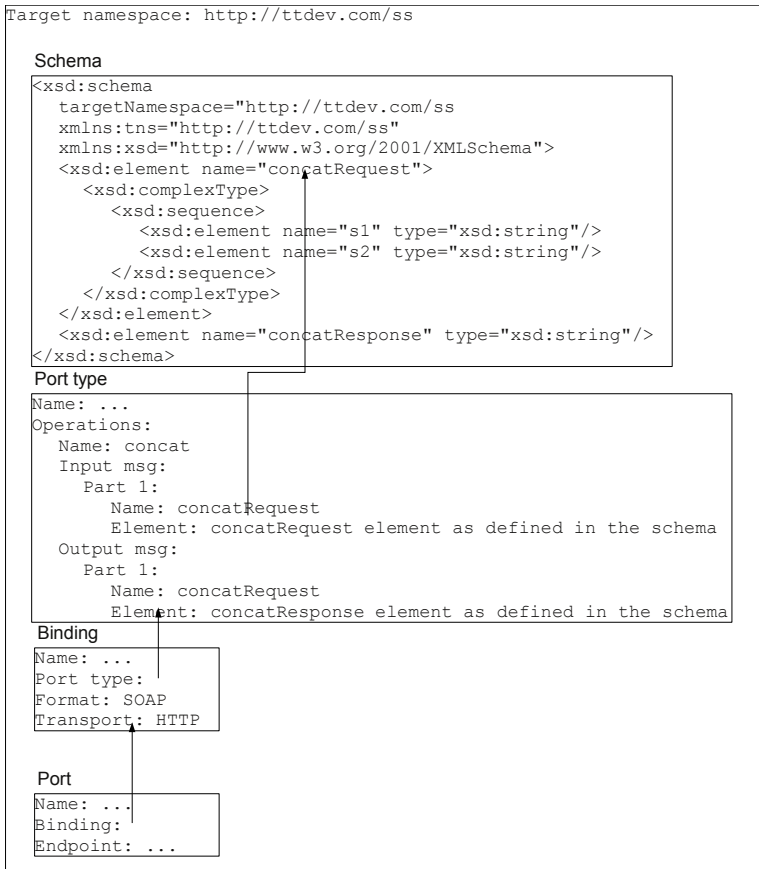 Target namespace: http://ttdev.com/ss
Schema
<xsd:schema
targetNamespace="http://ttdev.com/ss
xmlns:tns="http://ttdev.com/ss"
xmlns:xsd="http://www.w3.org/2001/XMLSchema">
<xsd:element name="concatRequest">
<xsd:complexType>
<xsd:sequence>
<xsd:element name="s1" type="xsd:string"/>
<xsd:element name="s2" type="xsd:string"/>
</xsd:sequence>
</xsd:complexType>
</xsd:element>
<xsd:element name="concatResponse" type="xsd:string"/>
</xsd:schema>
Port type
Name: ...
Operations:
Name: concat
Input msg:
Part 1:
Name: concatRequest
Element: concatRequest element as defined in the schema
Output msg:
Part 1:
Name: concatRequest
Element: concatResponse element as defined in the schema
Binding
Name: ...
Port type:
Format: SOAP
Transport: HTTP
Port
Name: ...
Binding:
Endpoint: ...